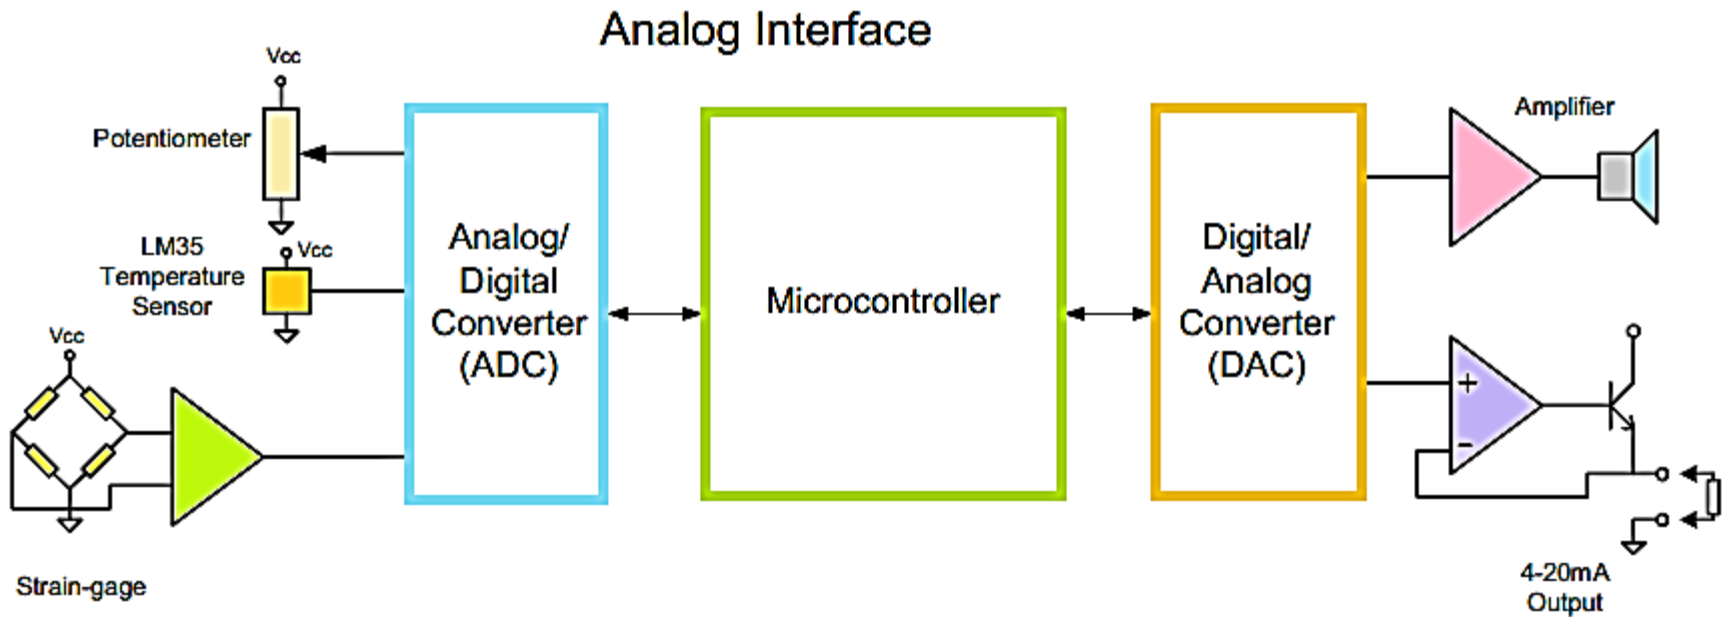 Analog Interface
Vcc
Potentiometer
LM35
Temperature
Sensor
Vcc
Vcc
Strain-gage
Analog/
Digital
Converter
(ADC)
Microcontroller
Digital/
Analog
Converter
(DAC)
Amplifier
+
-
4-20mA
Output